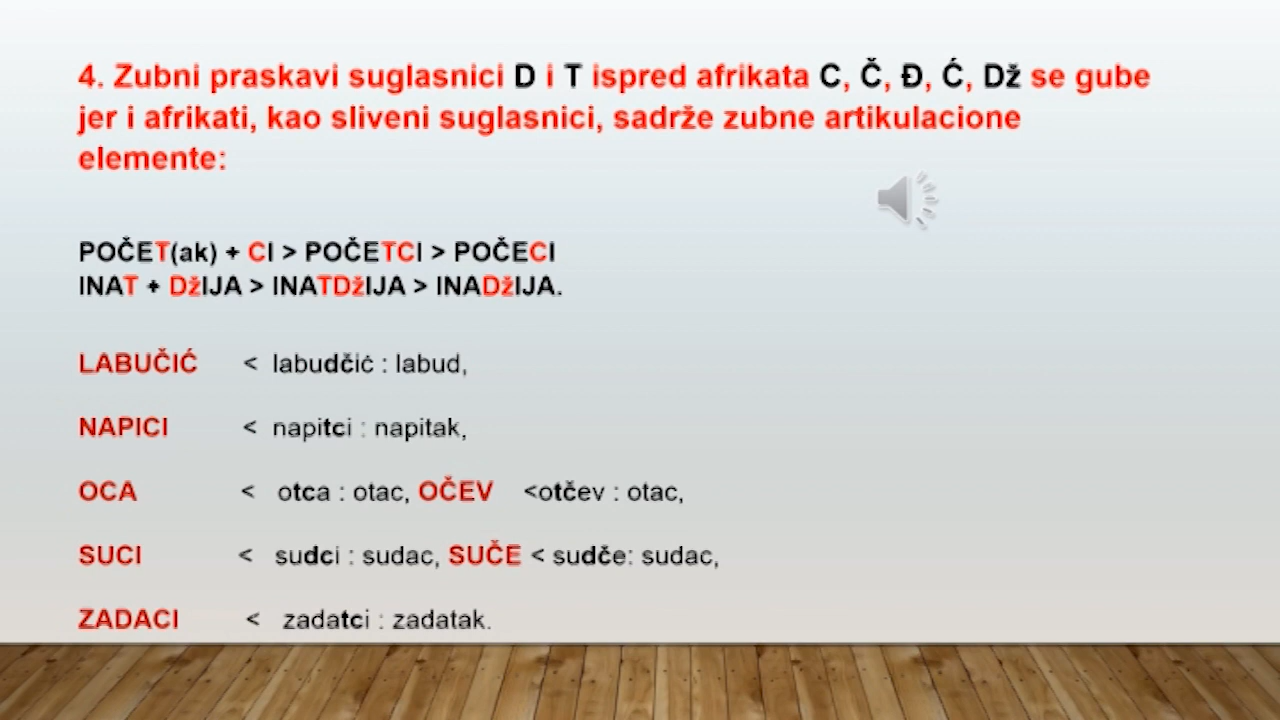 4. Zubni praskavi suglasnici D i T ispred afrikata C, Č, Đ, Ć, Dž se gube
jer i afrikati, kao sliveni suglasnici, sadrže zubne artikulacione
elemente:
POČET(ak) + CI > POČETCI > POČECI
INAT + DžIJA > INATDžIJA > INADžIJA.
LABUČIĆ < labudčić : labud,
NAPICI < napitci : napitak,
OCA < otca : otac, OČEV <otčev : otac,
SUCI < sudci : sudac, SUČE < sudče: sudac,
ZADACI < zadatci : zadatak.